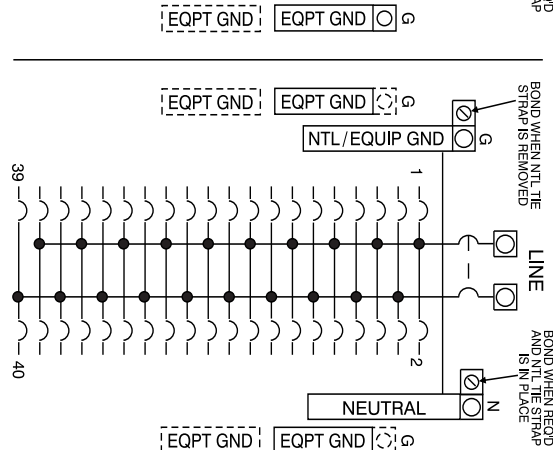 EQPT GND
EQPT GND
G
EQPT GND
EQPT GND
G
BOND WHEN NTL TIE
STRAP IS REMOVED
NTL/EQUIP GND
G
39
1
LINE
40
2
BOND WHEN REQ'D
AND NTL TIE STRAP
IS IN PLACE
NEUTRAL
N
EQPT GND
EQPT GND
G